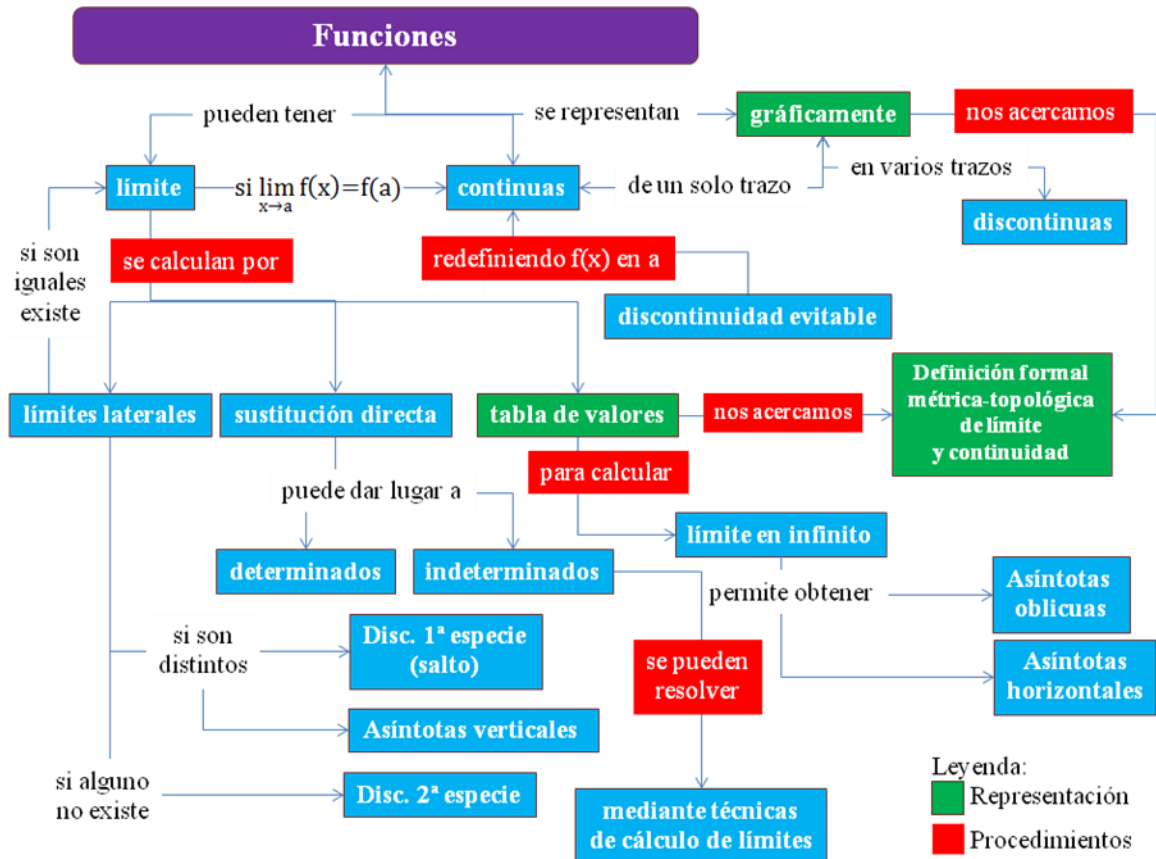 Funciones
pueden tener
se representan
gráficamente
nos acercamos
límite
si lim f(x)=f(a)
x→a
continuas
de un solo trazo
en varios trazos
discontinuas
si son
iguales
existe
se calculan por
redefiniendo f(x) en a
discontinuidad evitable
límites laterales
sustitución directa
tabla de valores
nos acercamos
Definición formal
métrica-topológica
de límite
y continuidad
para calcular
puede dar lugar a
límite en infinito
determinados
indeterminados
permite obtener
Asíntotas
oblicuas
si son
distintos
Disc. 1ª especie
(salto)
se pueden
resolver
Asíntotas
horizontales
Asíntotas verticales
si alguno
no existe
Disc. 2ª especie
mediante técnicas
de cálculo de límites
Leyenda:
Representación
Procedimientos